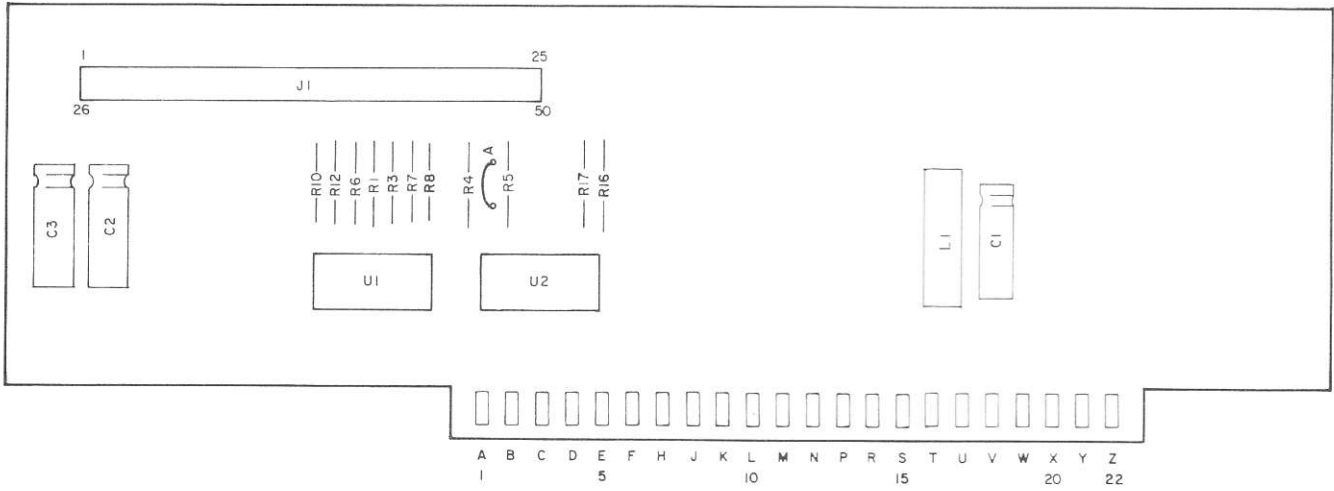 1 25
J1
26 50
C3 C2
R10 R12 R6 R1 R3 R7 R8 R4 A R5 R17 R16
L1 C1
U1 U2
A B C D E F H J K L M N P R S T U V W X Y Z
1 5 10 15 20 22